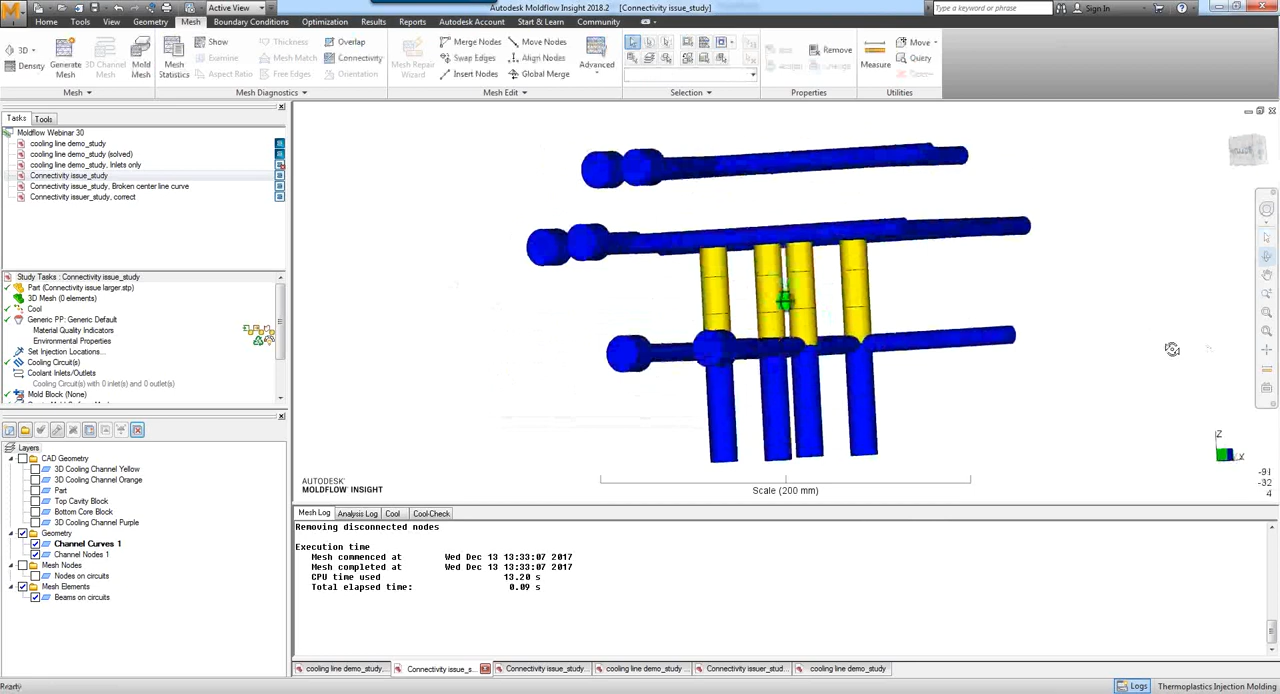 Active View
Autodesk Moldflow Insight 2018.2 [Connectivity issue_study]
Type a keyword or phrase
Sign In
Home Tools View Geometry Mesh Boundary Conditions Optimization Results Reports Autodesk Account Start & Learn Community
3D
Density
Generate Mesh
3D Channel Mesh
Mold Mesh
Mesh Statistics
Show Thickness Overlap
Examine Mesh Match Connectivity
Aspect Ratio Free Edges Orientation
Mesh Repair Wizard
Merge Nodes Move Nodes
Swap Edges Align Nodes
Insert Nodes Global Merge
Advanced
Remove
Measure
Move
Query
Mesh Mesh Diagnostics Mesh Edit Selection Properties Utilities
Tasks Tools
Moldflow Webinar 30
cooling line demo_study
cooling line demo_study (solved)
cooling line demo_study, Inlets only
Connectivity issue_study
Connectivity issue_study, Broken center line curve
Connectivity issuer_study, correct
Study Tasks : Connectivity issue_study
Part (Connectivity issue larger.stp)
3D Mesh (0 elements)
Cool
Generic PP: Generic Default
Material Quality Indicators
Environmental Properties
Set Injection Locations...
Cooling Circuit(s)
Coolant Inlets/Outlets
Cooling Circuit(s) with 0 inlet(s) and 0 outlet(s)
Mold Block (None)
Layers
CAD Geometry
3D Cooling Channel Yellow
3D Cooling Channel Orange
Part
Top Cavity Block
Bottom Core Block
3D Cooling Channel Purple
Geometry
Channel Curves 1
Channel Nodes 1
Mesh Nodes
Nodes on circuits
Mesh Elements
Beams on circuits
Z
X
-91
-32
4
AUTODESK
MOLDFLOW INSIGHT
Scale (200 mm)
Mesh Log Analysis Log Cool Cool-Check
Removing disconnected nodes
Execution time
Mesh commenced at Wed Dec 13 13:33:07 2017
Mesh completed at Wed Dec 13 13:33:07 2017
CPU time used 13.20 s
Total elapsed time: 0.09 s
cooling line demo_study,... Connectivity issue_s... Connectivity issue_study... cooling line demo_study ... Connectivity issuer_stud... cooling line demo_study
Ready
Logs
Thermoplastics Injection Molding